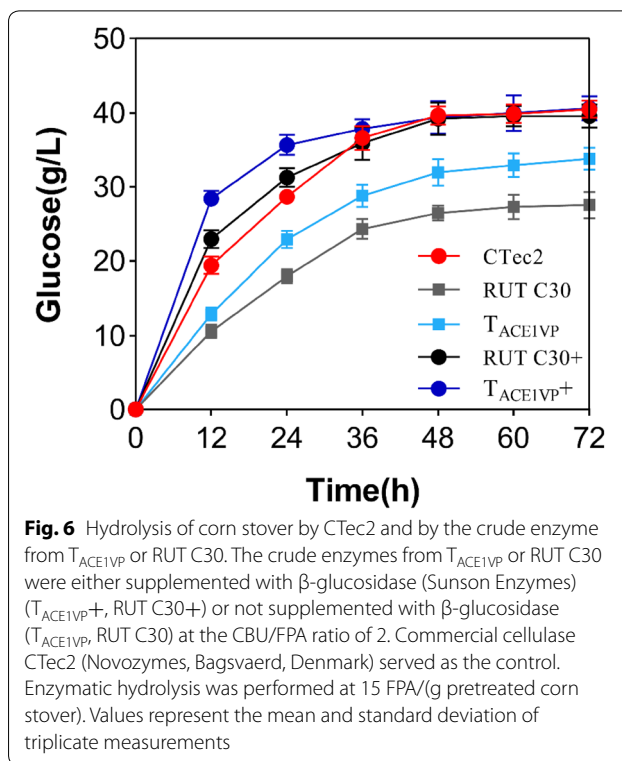 50
40
30
20
10
0
Glucose(g/L)
CTec2
RUT C30
TACE1VP
RUT C30+
TACE1VP+
0 12 24 36 48 60 72
Time(h)
Fig. 6 Hydrolysis of corn stover by CTec2 and by the crude enzyme
from TACE1VP or RUT C30. The crude enzymes from TACE1VP or RUT C30
were either supplemented with β-glucosidase (Sunson Enzymes)
(TACE1VP+, RUT C30+) or not supplemented with β-glucosidase
(TACE1VP, RUT C30) at the CBU/FPA ratio of 2. Commercial cellulase
CTec2 (Novozymes, Bagsvaerd, Denmark) served as the control.
Enzymatic hydrolysis was performed at 15 FPA/(g pretreated corn
stover). Values represent the mean and standard deviation of
triplicate measurements